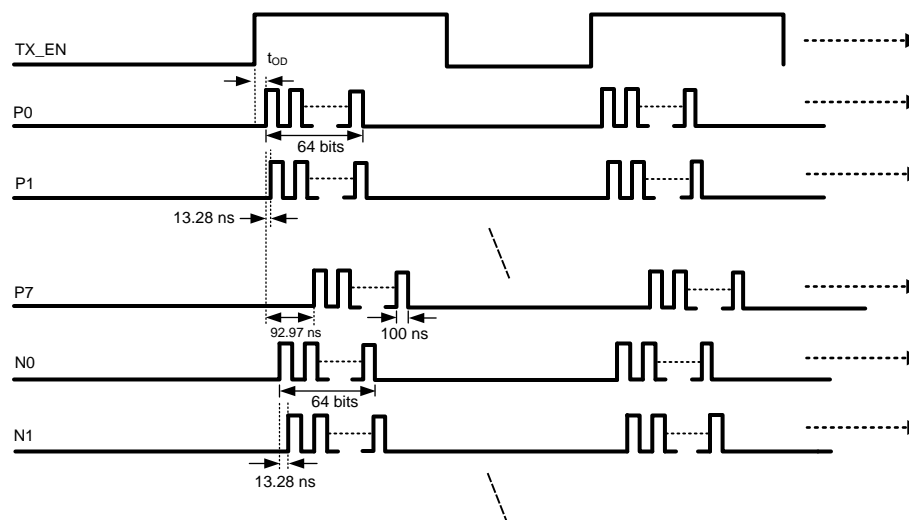 TX_EN
tOD
P0
64 bits
P1
13.28 ns
P7
92.97 ns
100 ns
N0
64 bits
N1
13.28 ns